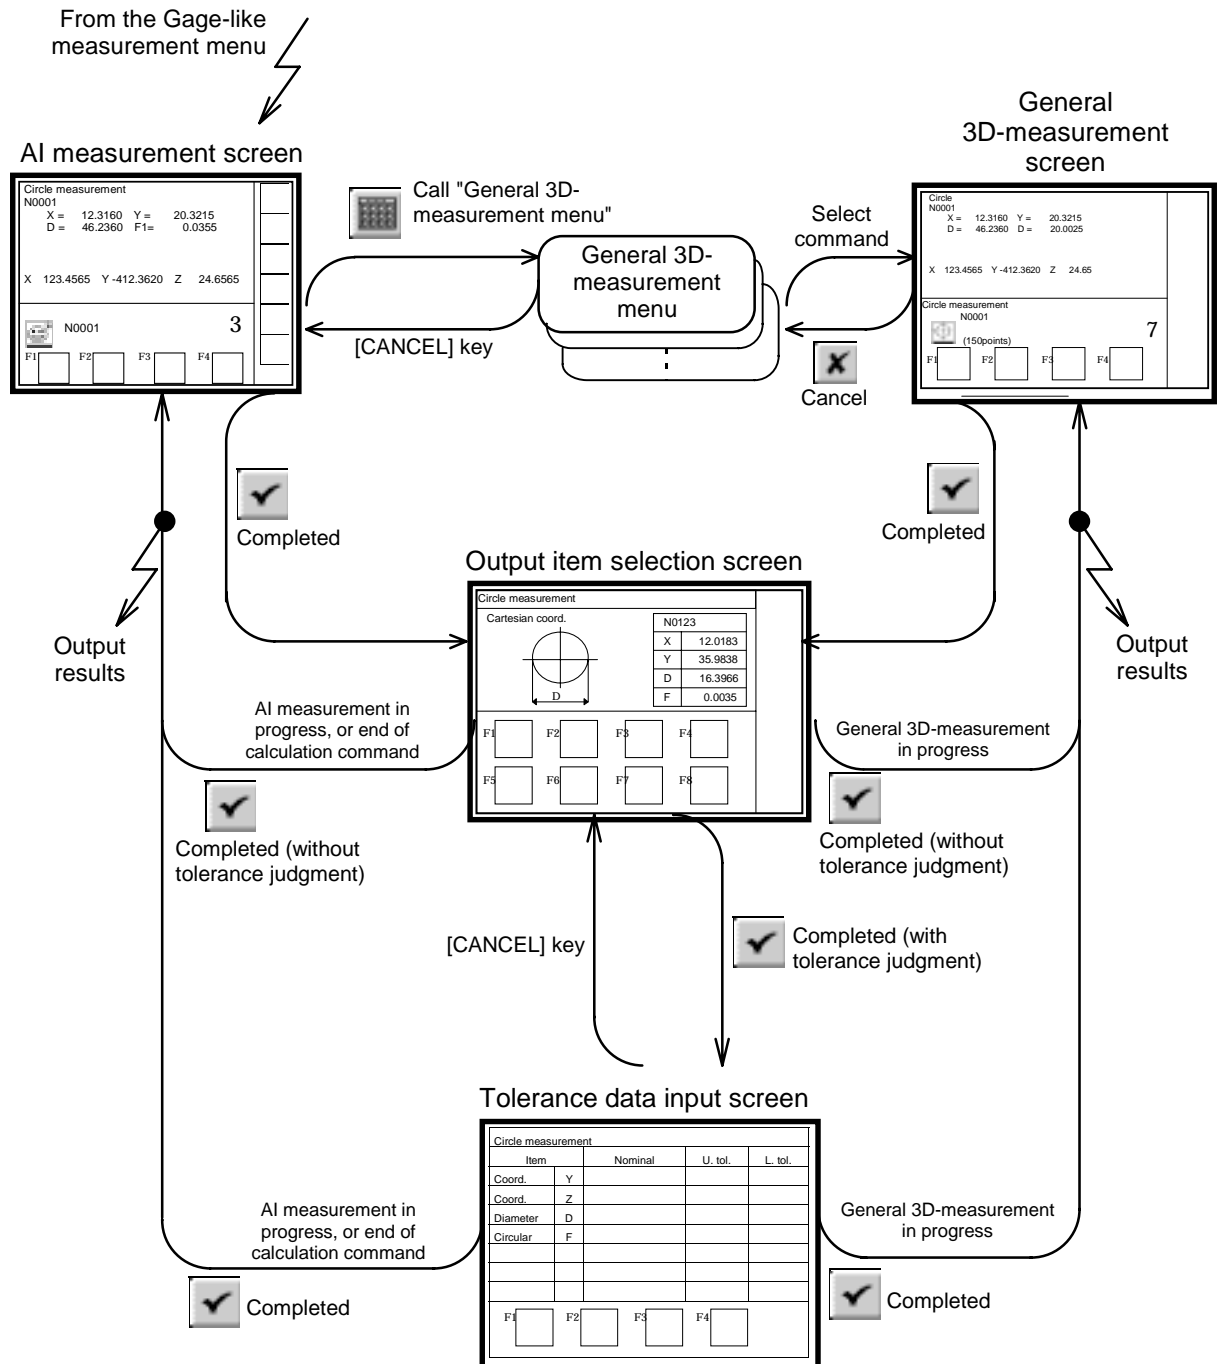 From the Gage-like
measurement menu
AI measurement screen
General
3D-measurement
screen
Circle measurement
N0001
X = 12.3160 Y = 20.3215
D = 46.2360 F1= 0.0355
X 123.4565 Y -412.3620 Z 24.6565
N0001 3
F1 F2 F3 F4
Call "General 3D-
measurement menu"
General 3D-
measurement
menu
[CANCEL] key
Select
command
Cancel
Circle
N0001
X = 12.3160 Y = 20.3215
D = 46.2360 D = 20.0025
X 123.4565 Y -412.3620 Z 24.65
Circle measurement
N0001
7
(150points)
F1 F2 F3 F4
Completed
Completed
Output
results
Output
results
Output item selection screen
Circle measurement
Cartesian coord.
D
N0123
X 12.0183
Y 35.9838
D 16.3966
F 0.0035
F1 F2 F3 F4
F5 F6 F7 F8
AI measurement in
progress, or end of
calculation command
General 3D-measurement
in progress
Completed (without
tolerance judgment)
Completed (without
tolerance judgment)
[CANCEL] key
Completed (with
tolerance judgment)
Tolerance data input screen
Circle measurement
Item Nominal U. tol. L. tol.
Coord. Y
Coord. Z
Diameter D
Circular F
F1 F2 F3 F4
AI measurement in
progress, or end of
calculation command
General 3D-measurement
in progress
Completed
Completed